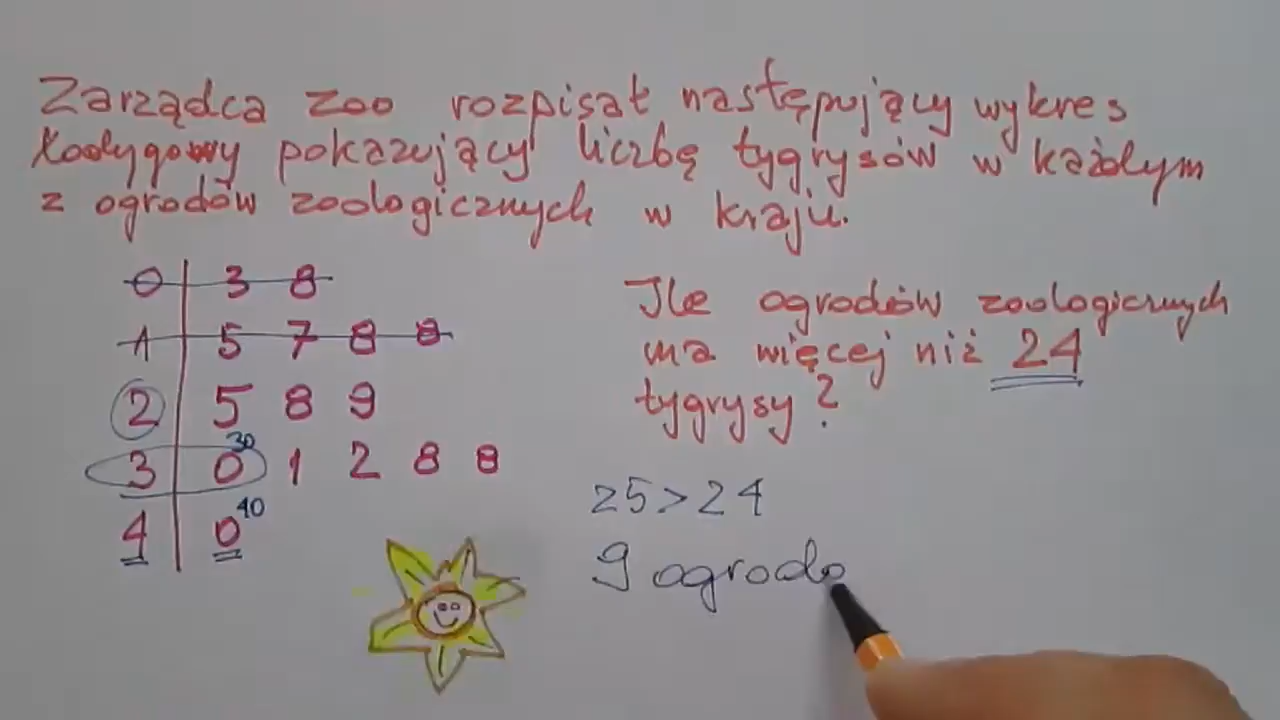 Zarządca zoo rozpisał następujący wykres
łodygowy pokazujący liczbę tygrysów w każdym
z ogrodów zoologicznych w kraju.
0 | 3 8
1 | 5 7 8 8
2 | 5 8 9
3 | 0 30 1 2 8 8
4 | 0 40
Ile ogrodów zoologicznych
ma więcej niż 24
tygrysy?
25>24
9 ogrodo